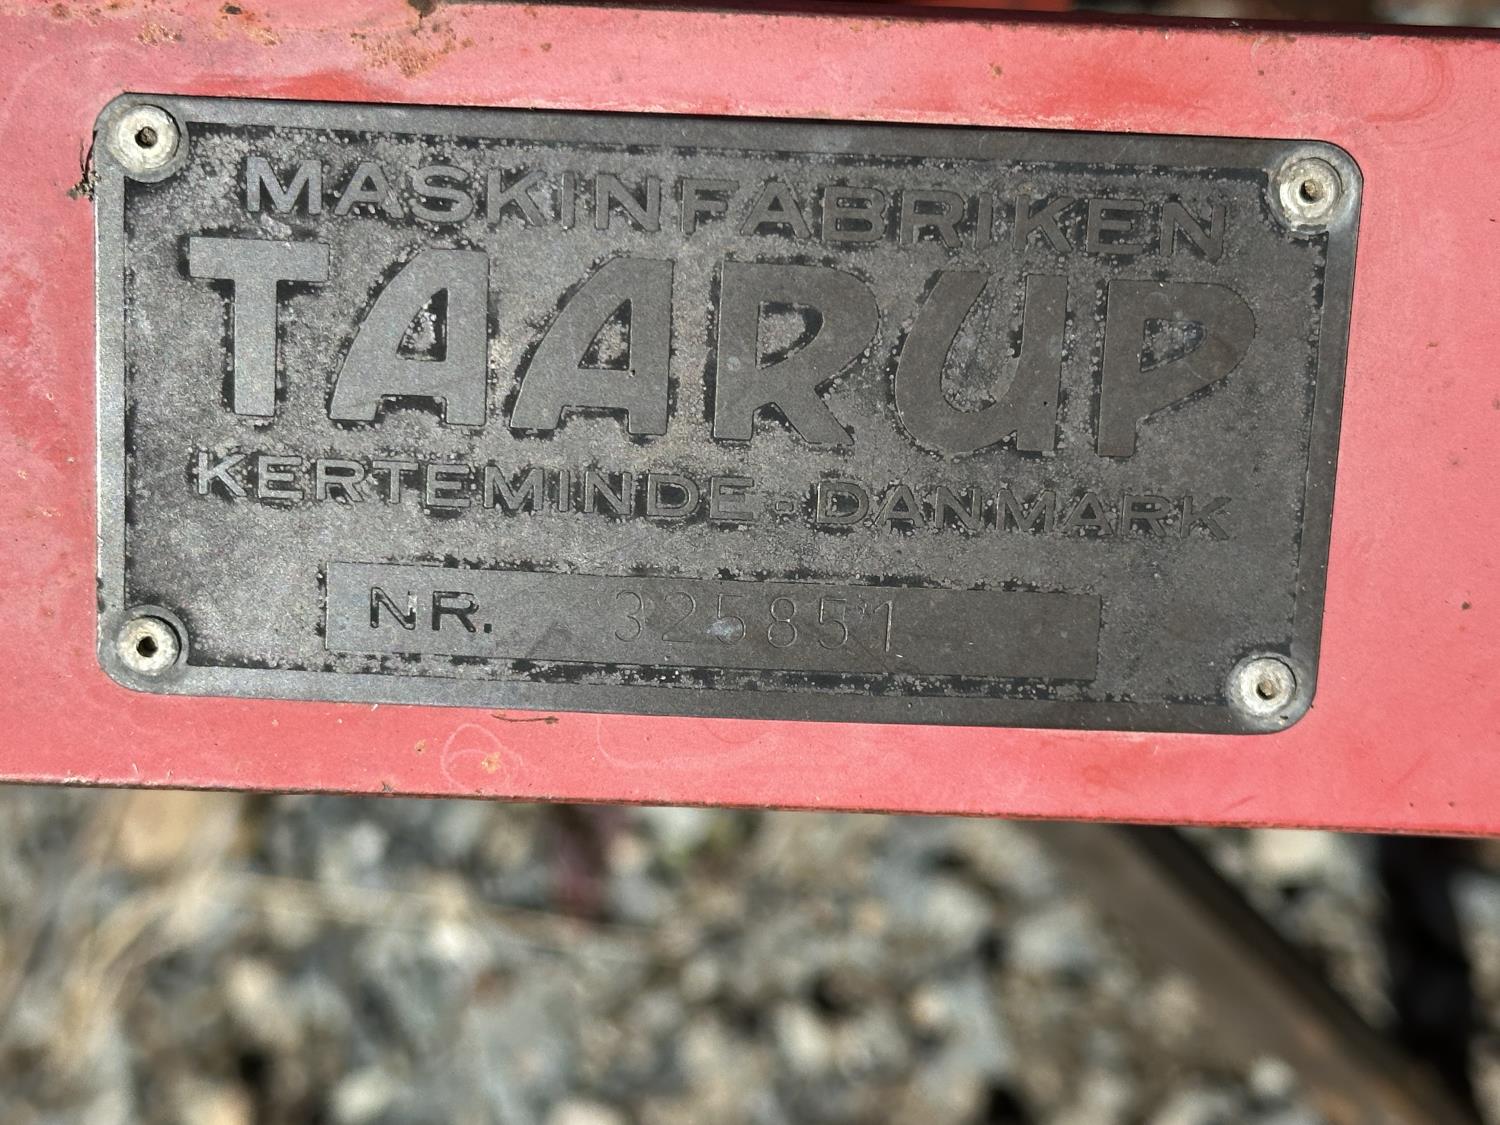 MASKINFABRIKEN
TAARUP
KERTEMINDE-DANMARK
NR. 325851